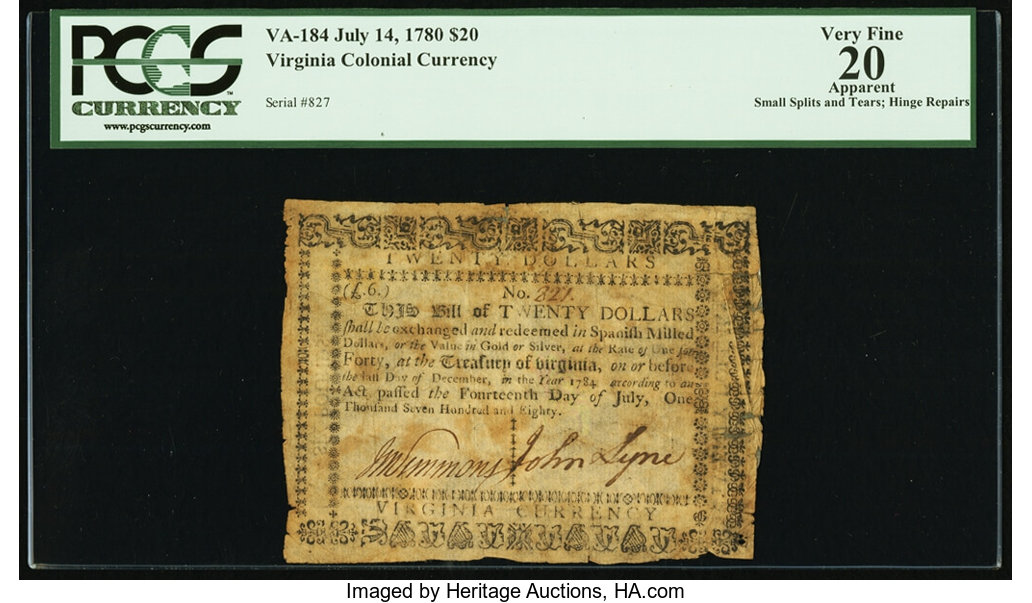 PCGS
CURRENCY
™
www.pcgscurrency.com
VA-184 July 14, 1780 $20
Virginia Colonial Currency
Serial #827
Very Fine
20
Apparent
Small Splits and Tears; Hinge Repairs
TWENTY DOLLARS
(£.6.) No. 827.
THIS Bill of TWENTY DOLLARS
shall be exchanged and redeemed in Spanish Milled
Dollars, or the Value in Gold or Silver, at the Rate of One for
Forty, at the Treasury of Virginia, on or before
the last Day of December, in the Year 1784 according to an
Act passed the Fourteenth Day of July, One
Thousand Seven Hundred and Eighty.
John Lyne
VIRGINIA CURRENCY
Imaged by Heritage Auctions, HA.com